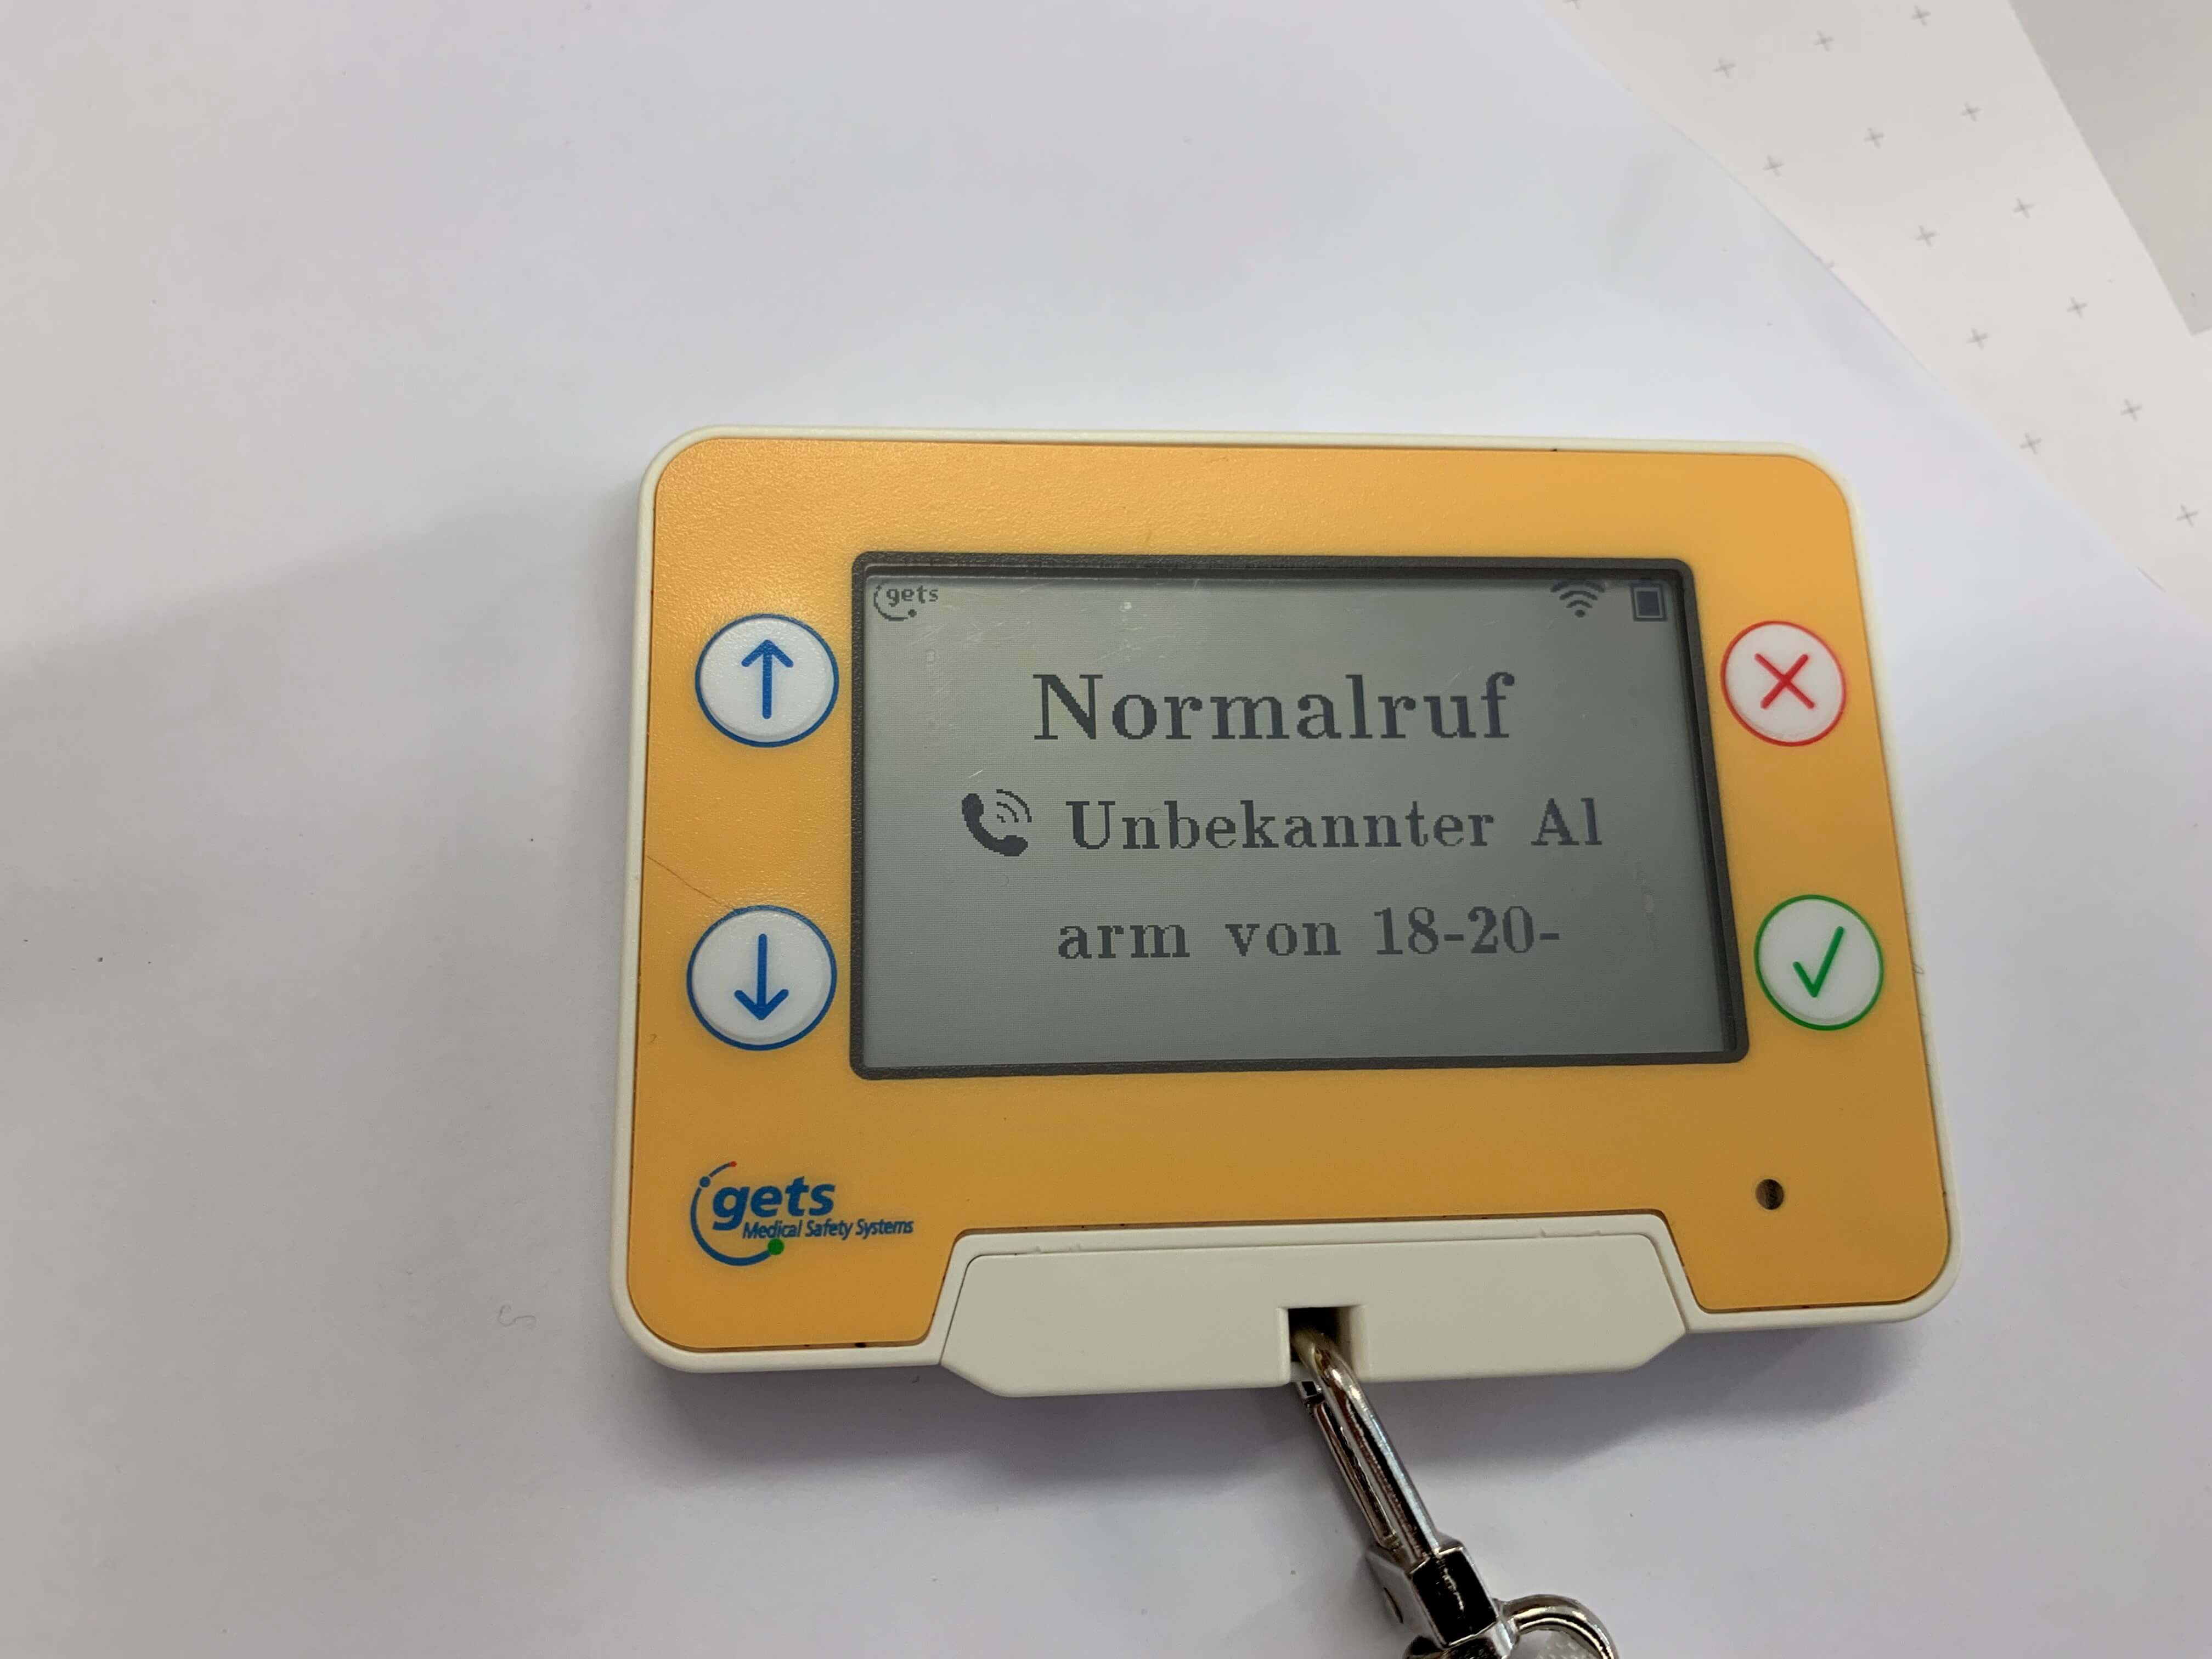 gets
Normalruf
Unbekannter Al
arm von 18-20-
gets
Medical Safety Systems